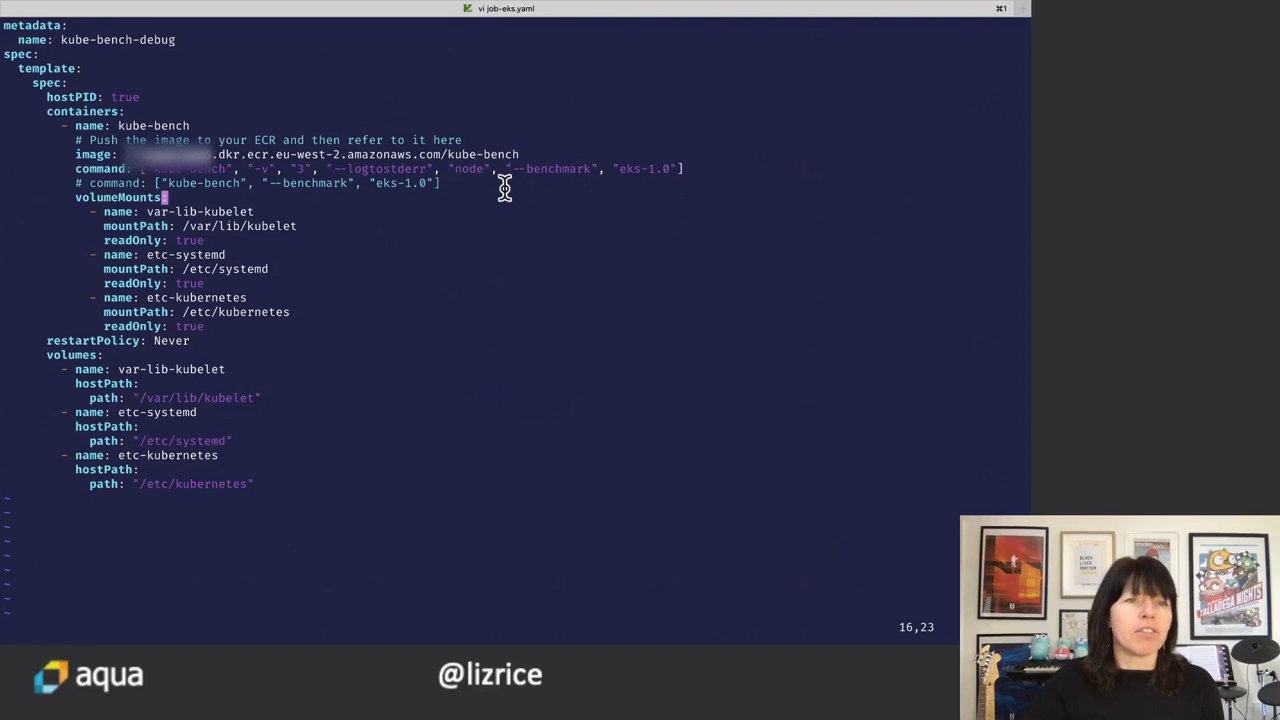 vi job-eks.yaml
⌘1
metadata:
name: kube-bench-debug
spec:
template:
spec:
hostPID: true
containers:
- name: kube-bench
# Push the image to your ECR and then refer to it here
image: .dkr.ecr.eu-west-2.amazonaws.com/kube-bench
command: ["kube-bench", "-v", "3", "--logtostderr", "node", "--benchmark", "eks-1.0"]
# command: ["kube-bench", "--benchmark", "eks-1.0"]
volumeMounts:
- name: var-lib-kubelet
mountPath: /var/lib/kubelet
readOnly: true
- name: etc-systemd
mountPath: /etc/systemd
readOnly: true
- name: etc-kubernetes
mountPath: /etc/kubernetes
readOnly: true
restartPolicy: Never
volumes:
- name: var-lib-kubelet
hostPath:
path: "/var/lib/kubelet"
- name: etc-systemd
hostPath:
path: "/etc/systemd"
- name: etc-kubernetes
hostPath:
path: "/etc/kubernetes"
~
~
~
~
~
~
~
~
~
16,23
BLACK
LIVES
MATTER
TALLADEGA NIGHTS
aqua
@lizrice